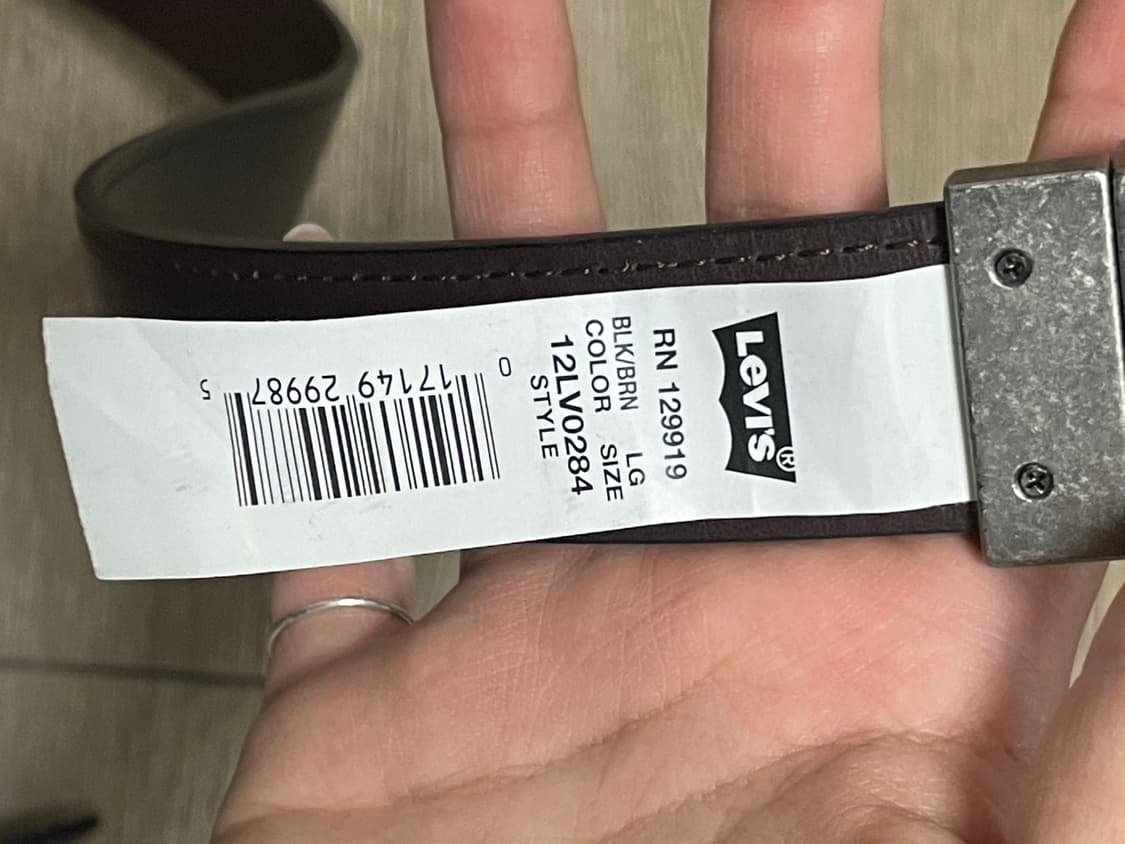 Levi's®
RN 129919
BLK/BRN LG
COLOR SIZE
12LV0284
STYLE
0 17149 29987 5